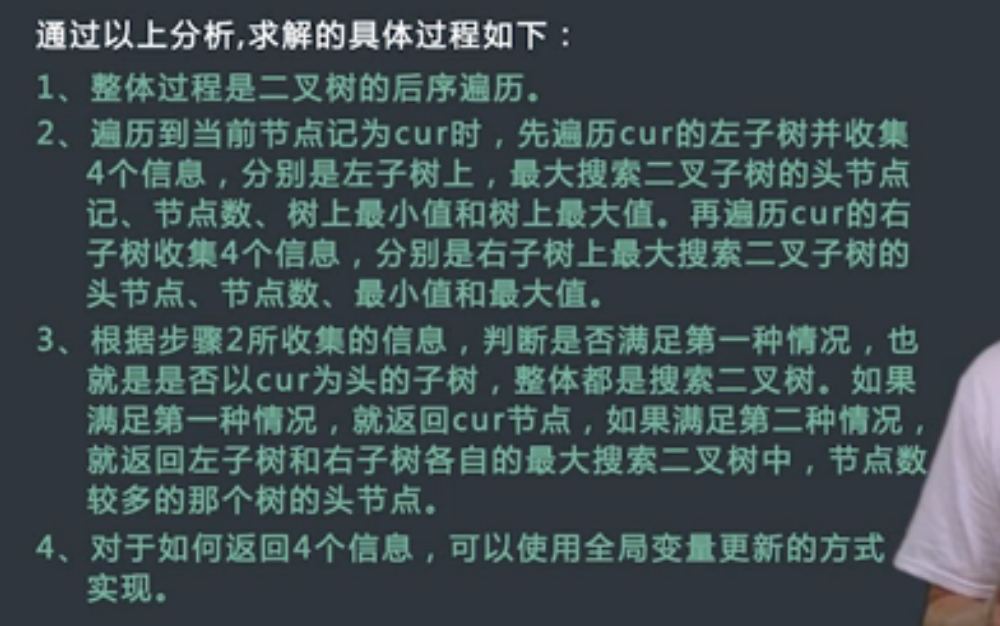 通过以上分析,求解的具体过程如下：
1、整体过程是二叉树的后序遍历。
2、遍历到当前节点记为cur时，先遍历cur的左子树并收集
4个信息，分别是左子树上，最大搜索二叉子树的头节点
记、节点数、树上最小值和树上最大值。再遍历cur的右
子树收集4个信息，分别是右子树上最大搜索二叉子树的
头节点、节点数、最小值和最大值。
3、根据步骤2所收集的信息，判断是否满足第一种情况，也
就是是否以cur为头的子树，整体都是搜索二叉树。如果
满足第一种情况，就返回cur节点，如果满足第二种情况，
就返回左子树和右子树各自的最大搜索二叉树中，节点数
较多的那个树的头节点。
4、对于如何返回4个信息，可以使用全局变量更新的方式
实现。